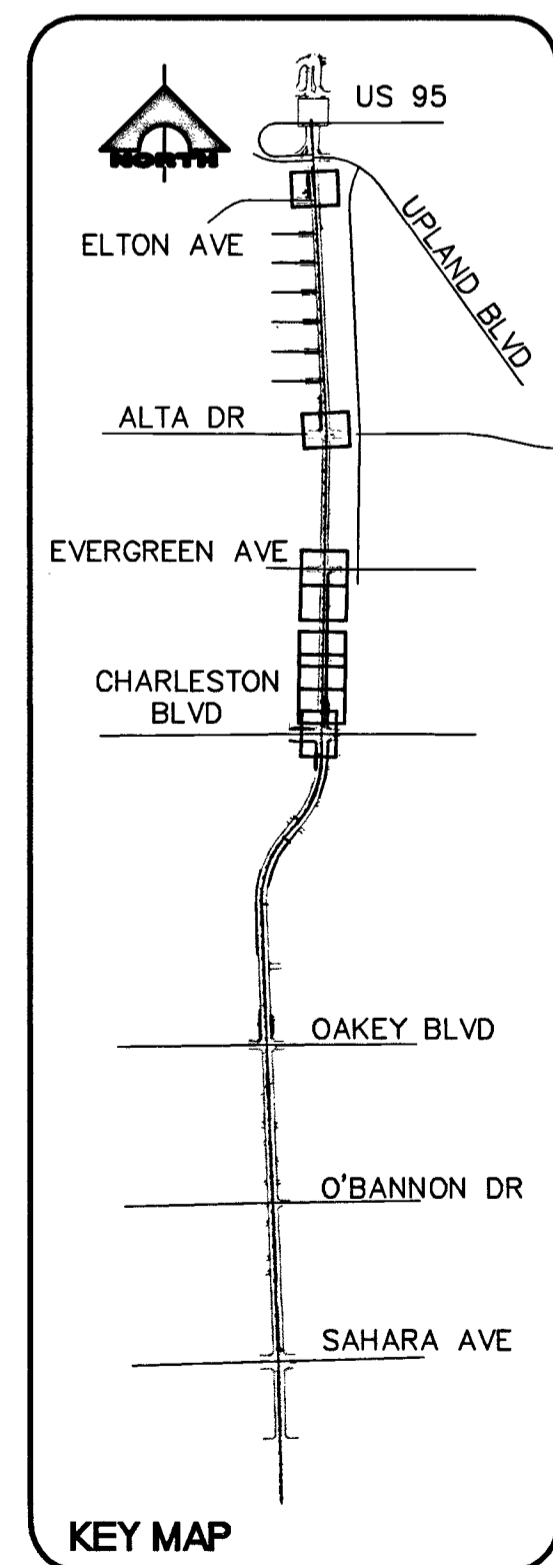 US 95
NORTH
UPLAND BLVD
ELTON AVE
ALTA DR
EVERGREEN AVE
CHARLESTON
BLVD
OAKEY BLVD
O'BANNON DR
SAHARA AVE
KEY MAP